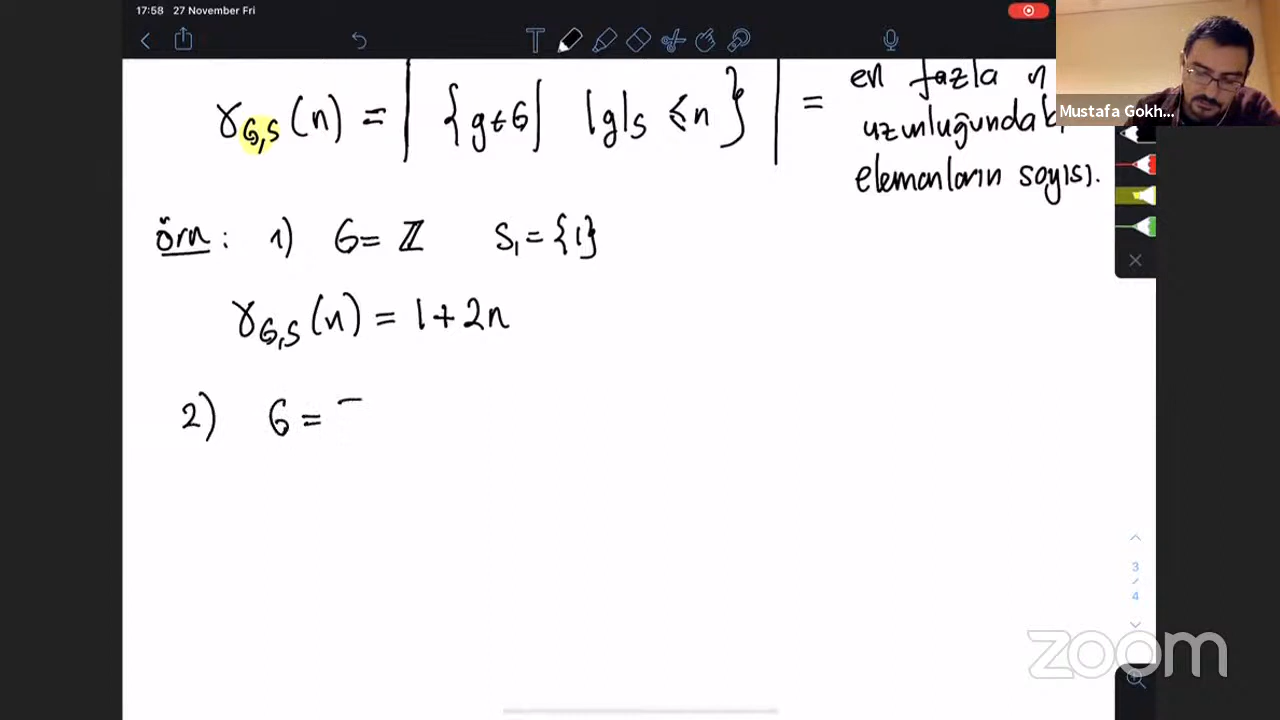 17:58 27 November Fri
Mustafa Gokh...
γ_{G,S}(n) = | {g∈G | |g|_S ≤ n } | = en fazla n
uzunluğunda
elemanların sayısı.
Örn: 1) G = ℤ S₁ = {1}
γ_{G,S}(n) = 1 + 2n
2) G =
3
/
4
zoom